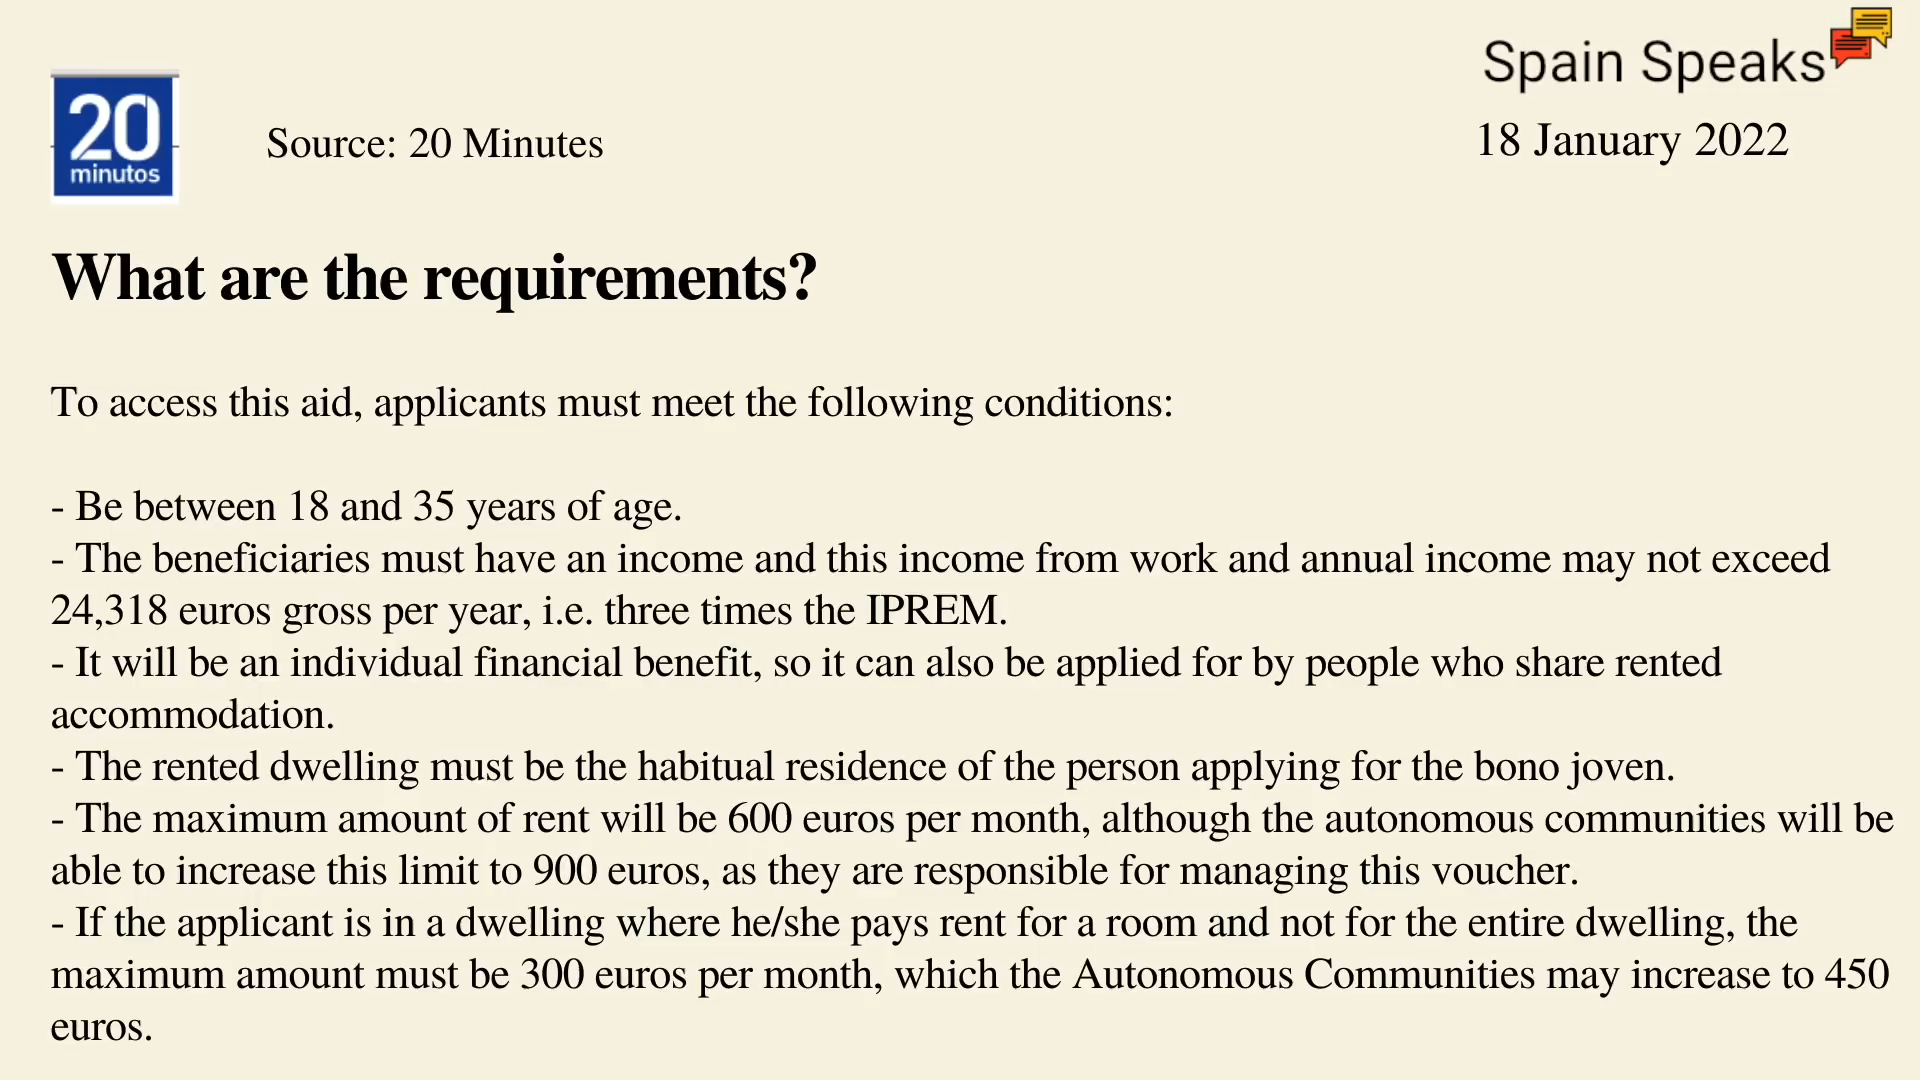 Spain Speaks
20
minutos
Source: 20 Minutes
18 January 2022
What are the requirements?
To access this aid, applicants must meet the following conditions:
- Be between 18 and 35 years of age.
- The beneficiaries must have an income and this income from work and annual income may not exceed
24,318 euros gross per year, i.e. three times the IPREM.
- It will be an individual financial benefit, so it can also be applied for by people who share rented
accommodation.
- The rented dwelling must be the habitual residence of the person applying for the bono joven.
- The maximum amount of rent will be 600 euros per month, although the autonomous communities will be
able to increase this limit to 900 euros, as they are responsible for managing this voucher.
- If the applicant is in a dwelling where he/she pays rent for a room and not for the entire dwelling, the
maximum amount must be 300 euros per month, which the Autonomous Communities may increase to 450
euros.